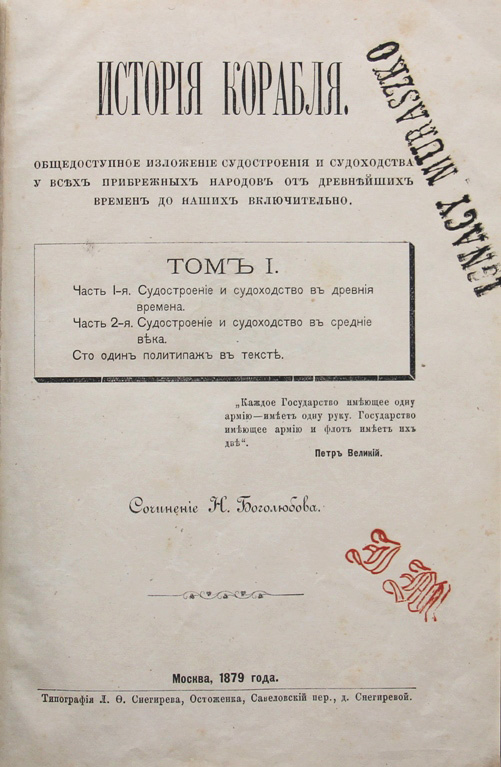 ИСТОРІЯ КОРАБЛЯ.
ОБЩЕДОСТУПНОЕ ИЗЛОЖЕНІЕ СУДОСТРОЕНІЯ И СУДОХОДСТВА
У ВСѢХЪ ПРИБРЕЖНЫХЪ НАРОДОВЪ ОТЪ ДРЕВНѢЙШИХЪ
ВРЕМЕНЪ ДО НАШИХЪ ВКЛЮЧИТЕЛЬНО.
IGNACY MURASZKO
ТОМЪ I.
Часть I-я. Судостроеніе и судоходство въ древнія
времена.
Часть 2-я. Судостроеніе и судоходство въ средніе
вѣка.
Сто одинъ политипажъ въ текстѣ.
„Каждое Государство имѣющее одну
армію—имѣетъ одну руку. Государство
имѣющее армію и флотъ имѣетъ ихъ
двѣ“.
Петръ Великій.
Сочиненіе Н. Боголюбова.
Москва, 1879 года.
Типографія Л. Ѳ. Снегирева, Остоженка, Савеловскій пер., д. Снегиревой.